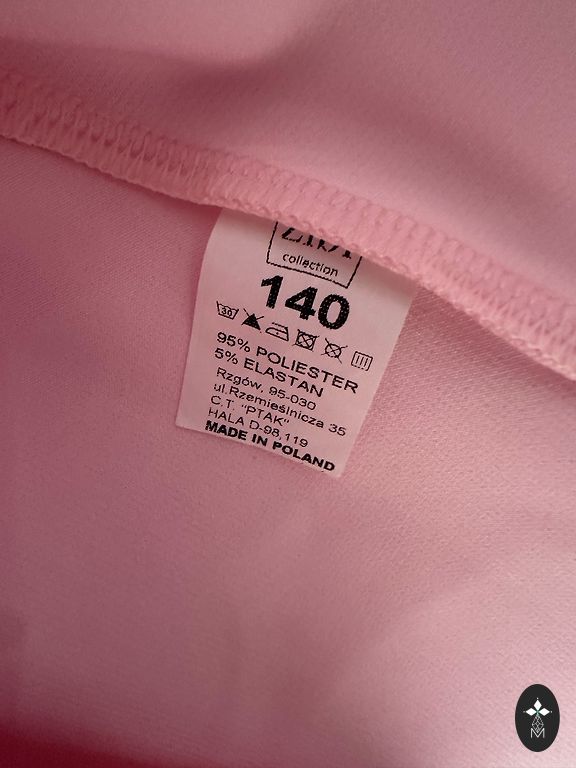 collection
140
30
95% POLIESTER
5% ELASTAN
Rzgów, 95-030
ul.Rzemieślnicza 35
C.T. "PTAK"
HALA D-98,119
MADE IN POLAND
M